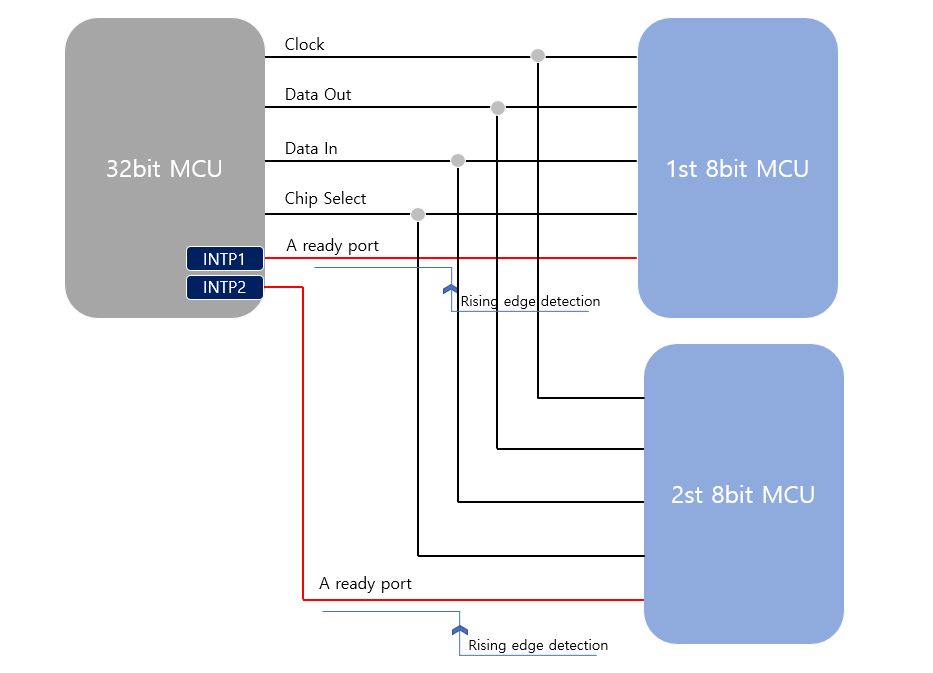 Clock
Data Out
Data In
32bit MCU
1st 8bit MCU
Chip Select
A ready port
INTP1
INTP2
Rising edge detection
2st 8bit MCU
A ready port
Rising edge detection